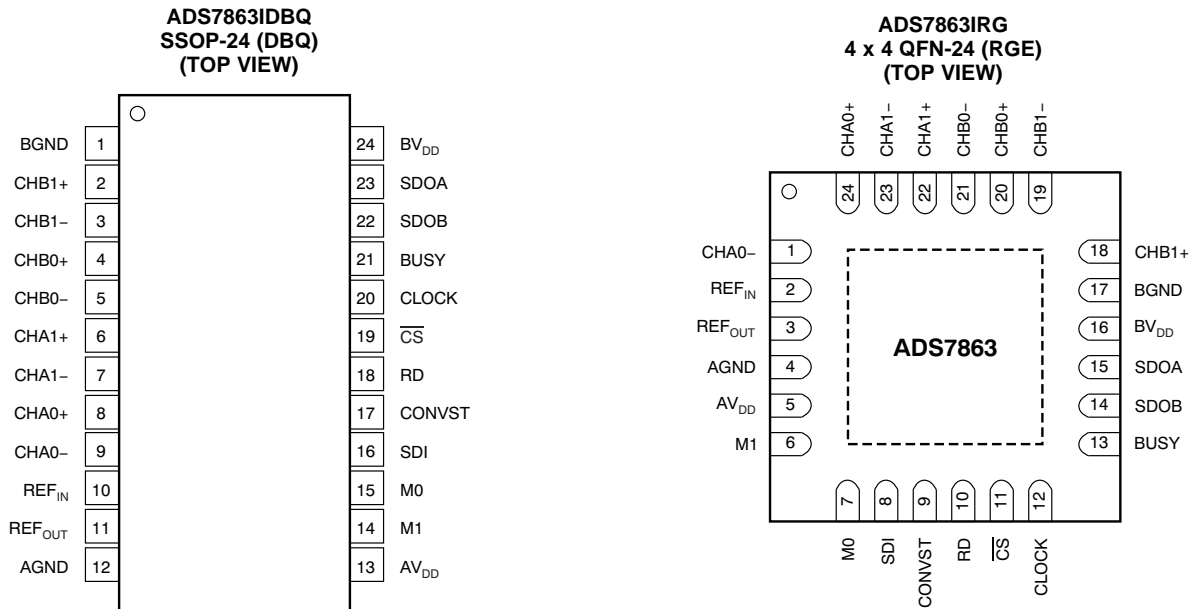 ADS7863IDBQ
SSOP-24 (DBQ)
(TOP VIEW)
BGND 1 24 BVDD
CHB1+ 2 23 SDOA
CHB1− 3 22 SDOB
CHB0+ 4 21 BUSY
CHB0− 5 20 CLOCK
CHA1+ 6 19 CS
CHA1− 7 18 RD
CHA0+ 8 17 CONVST
CHA0− 9 16 SDI
REFIN 10 15 M0
REFOUT 11 14 M1
AGND 12 13 AVDD
ADS7863IRG
4 x 4 QFN-24 (RGE)
(TOP VIEW)
CHA0+ CHA1− CHA1+ CHB0− CHB0+ CHB1−
24 23 22 21 20 19
CHA0− 1 18 CHB1+
REFIN 2 17 BGND
REFOUT 3 16 BVDD
ADS7863
AGND 4 15 SDOA
AVDD 5 14 SDOB
M1 6 13 BUSY
7 8 9 10 11 12
M0 SDI CONVST RD CS CLOCK